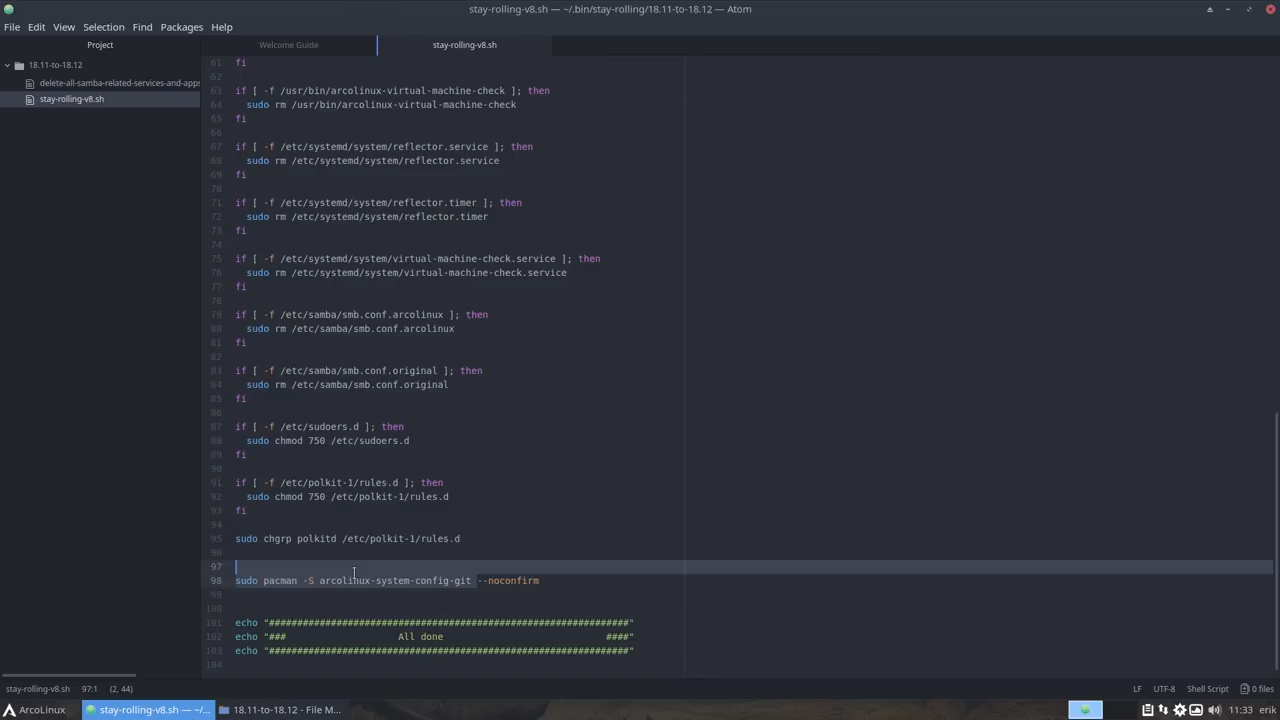 stay-rolling-v8.sh — ~/.bin/stay-rolling/18.11-to-18.12 — Atom
File Edit View Selection Find Packages Help
Project
Welcome Guide
stay-rolling-v8.sh
18.11-to-18.12
delete-all-samba-related-services-and-apps
stay-rolling-v8.sh
61 fi
62
63 if [ -f /usr/bin/arcolinux-virtual-machine-check ]; then
64 sudo rm /usr/bin/arcolinux-virtual-machine-check
65 fi
66
67 if [ -f /etc/systemd/system/reflector.service ]; then
68 sudo rm /etc/systemd/system/reflector.service
69 fi
70
71 if [ -f /etc/systemd/system/reflector.timer ]; then
72 sudo rm /etc/systemd/system/reflector.timer
73 fi
74
75 if [ -f /etc/systemd/system/virtual-machine-check.service ]; then
76 sudo rm /etc/systemd/system/virtual-machine-check.service
77 fi
78
79 if [ -f /etc/samba/smb.conf.arcolinux ]; then
80 sudo rm /etc/samba/smb.conf.arcolinux
81 fi
82
83 if [ -f /etc/samba/smb.conf.original ]; then
84 sudo rm /etc/samba/smb.conf.original
85 fi
86
87 if [ -f /etc/sudoers.d ]; then
88 sudo chmod 750 /etc/sudoers.d
89 fi
90
91 if [ -f /etc/polkit-1/rules.d ]; then
92 sudo chmod 750 /etc/polkit-1/rules.d
93 fi
94
95 sudo chgrp polkitd /etc/polkit-1/rules.d
96
97
98 sudo pacman -S arcolinux-system-config-git --noconfirm
99
100
101 echo "################################################################"
102 echo "### All done ####"
103 echo "################################################################"
104
stay-rolling-v8.sh 97:1 (2, 44) LF UTF-8 Shell Script 0 files
ArcoLinux stay-rolling-v8.sh — ~/... 18.11-to-18.12 - File M... 11:33 erik